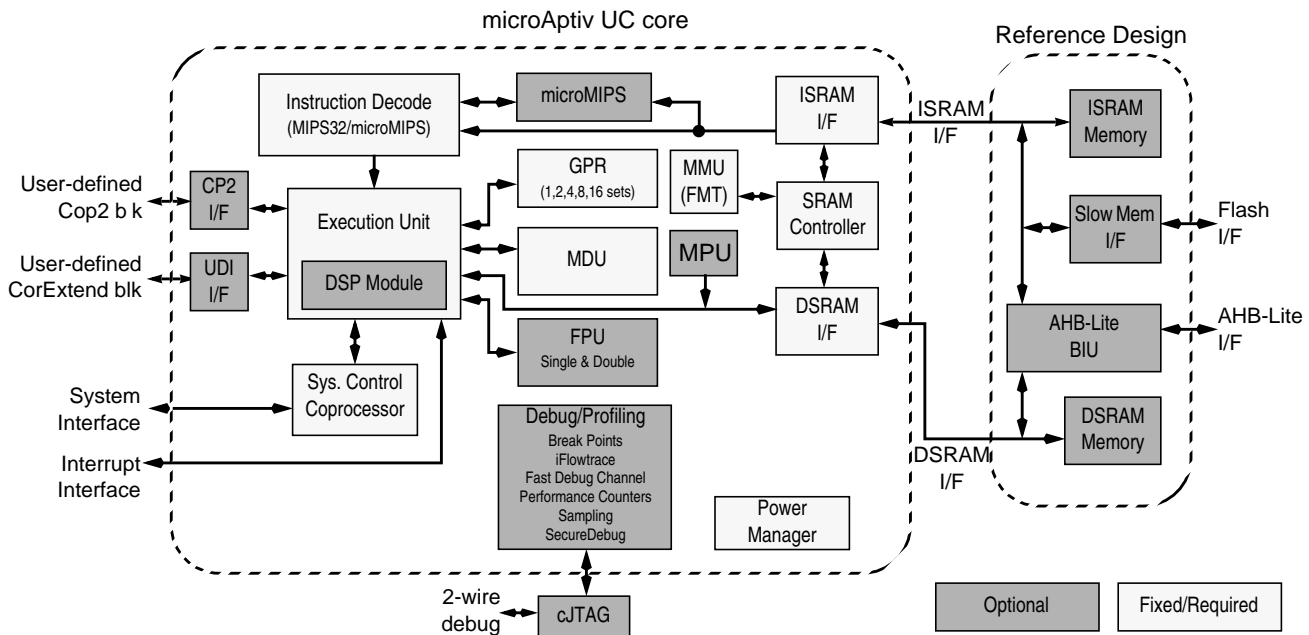 microAptiv UC core
Reference Design
Instruction Decode
(MIPS32/microMIPS)
microMIPS
ISRAM
I/F
ISRAM
I/F
ISRAM
Memory
User-defined
Cop2 b k
CP2
I/F
Execution Unit
GPR
(1,2,4,8,16 sets)
MMU
(FMT)
SRAM
Controller
Slow Mem
I/F
Flash
I/F
User-defined
CorExtend blk
UDI
I/F
DSP Module
MDU
MPU
DSRAM
I/F
AHB-Lite
BIU
AHB-Lite
I/F
FPU
Single & Double
System
Interface
Sys. Control
Coprocessor
DSRAM
Memory
DSRAM
I/F
Interrupt
Interface
Debug/Profiling
Break Points
iFlowtrace
Fast Debug Channel
Performance Counters
Sampling
SecureDebug
Power
Manager
2-wire
debug
cJTAG
Optional
Fixed/Required